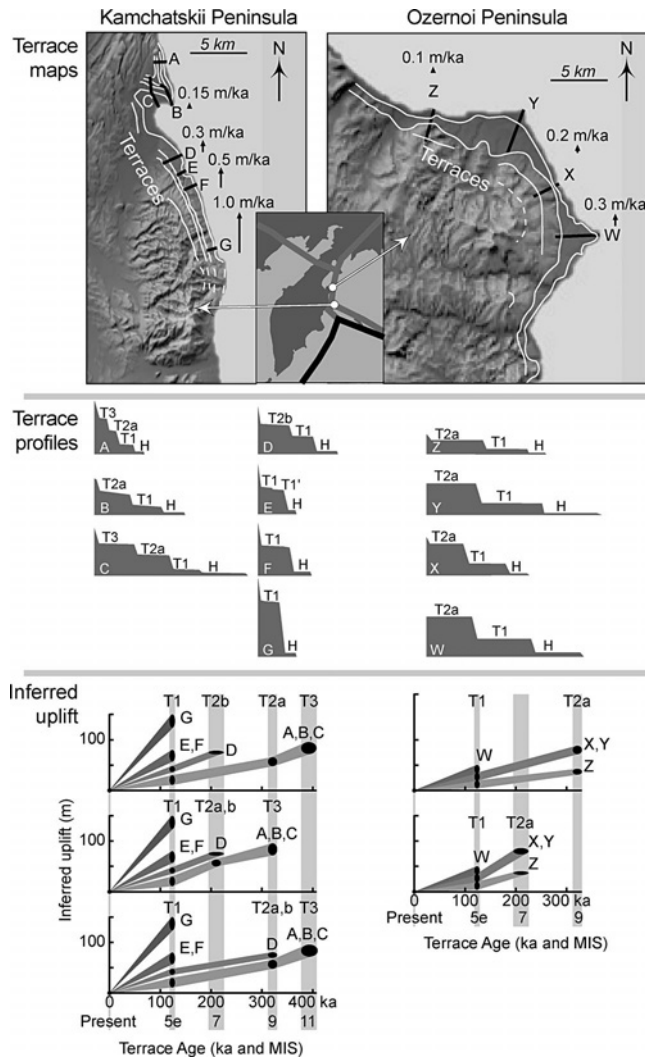 Kamchatskii Peninsula
Ozernoi Peninsula
Terrace maps
5 km
N
A
C
B
0.15 m/ka
0.3 m/ka
D
E
0.5 m/ka
F
1.0 m/ka
G
Terraces
0.1 m/ka
Z
5 km
N
Y
0.2 m/ka
X
0.3 m/ka
W
Terraces
Terrace profiles
T3
T2a
T1
H
A
T2a
T1
H
B
T3
T2a
T1
H
C
T2b
T1
H
D
T1
T1'
H
E
T1
H
F
T1
H
G
T2a
T1
H
Z
T2a
T1
H
Y
T2a
T1
H
X
T2a
T1
H
W
Inferred uplift
Inferred uplift (m)
T1 T2b T2a T3
100
G
E,F
D
A,B,C
T1 T2a,b T3
100
G
E,F
D
A,B,C
T1 T2a,b T3
100
G
E,F
D
A,B,C
0 100 200 300 400 ka
Present 5e 7 9 11
Terrace Age (ka and MIS)
T1 T2a
W
X,Y
Z
T1 T2a
W
X,Y
Z
100 200 300 ka
Present 5e 7 9
Terrace Age (ka and MIS)